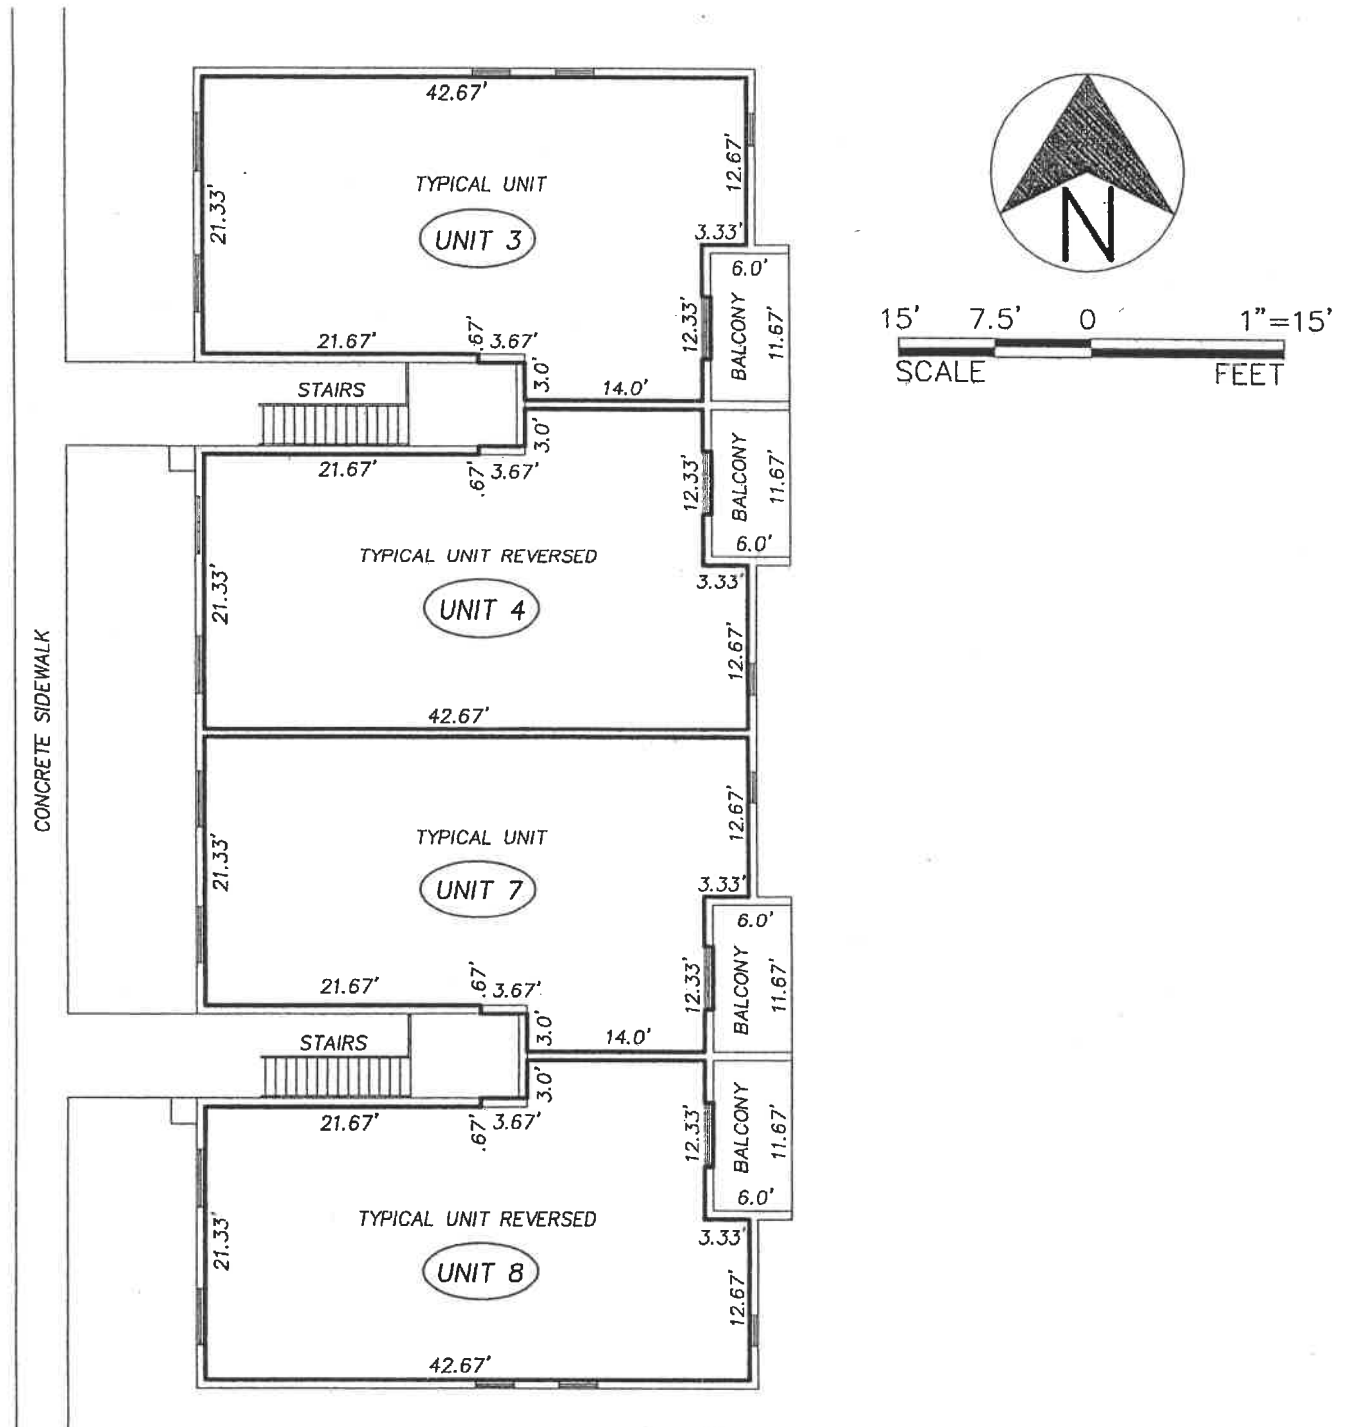 42.67'
12.67'
TYPICAL UNIT
21.33'
UNIT 3
3.33'
6.0'
BALCONY
11.67'
12.33'
21.67'
.67'
3.67'
3.0'
14.0'
STAIRS
N
15' 7.5' 0 1"=15'
SCALE FEET
3.0'
21.67'
.67'
3.67'
12.33'
BALCONY
11.67'
6.0'
TYPICAL UNIT REVERSED
3.33'
21.33'
UNIT 4
12.67'
42.67'
CONCRETE SIDEWALK
12.67'
TYPICAL UNIT
21.33'
UNIT 7
3.33'
6.0'
BALCONY
11.67'
12.33'
21.67'
.67'
3.67'
3.0'
14.0'
STAIRS
3.0'
21.67'
.67'
3.67'
12.33'
BALCONY
11.67'
6.0'
TYPICAL UNIT REVERSED
3.33'
21.33'
UNIT 8
12.67'
42.67'